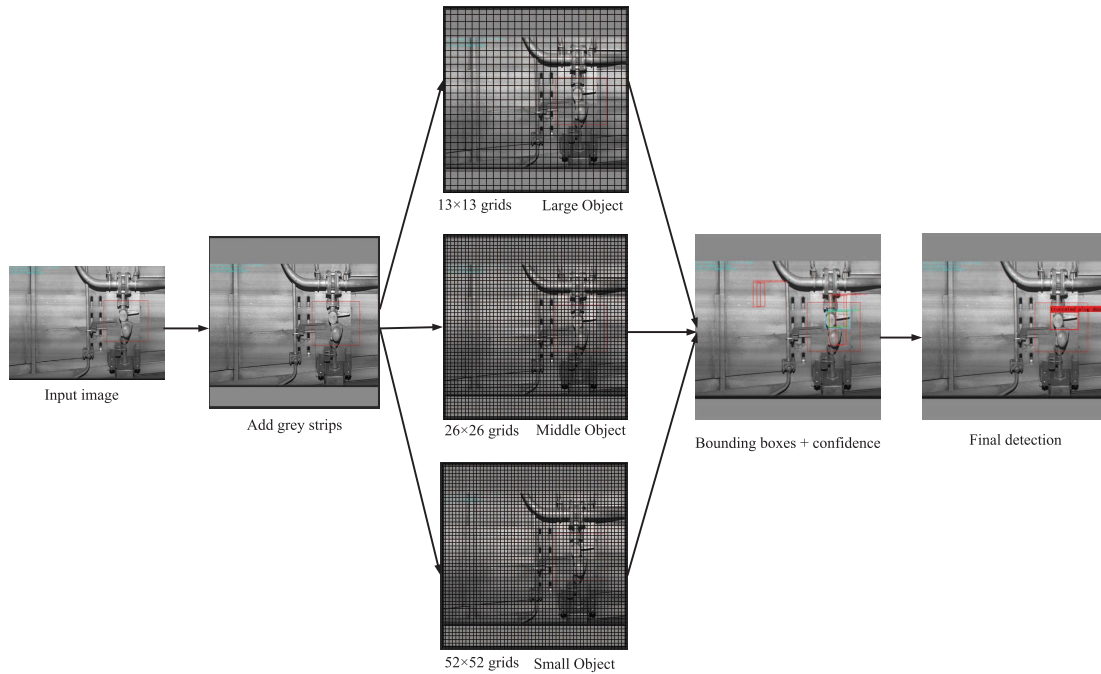 13×13 grids Large Object
Input image
Add grey strips
26×26 grids Middle Object
Bounding boxes + confidence
Final detection
52×52 grids Small Object